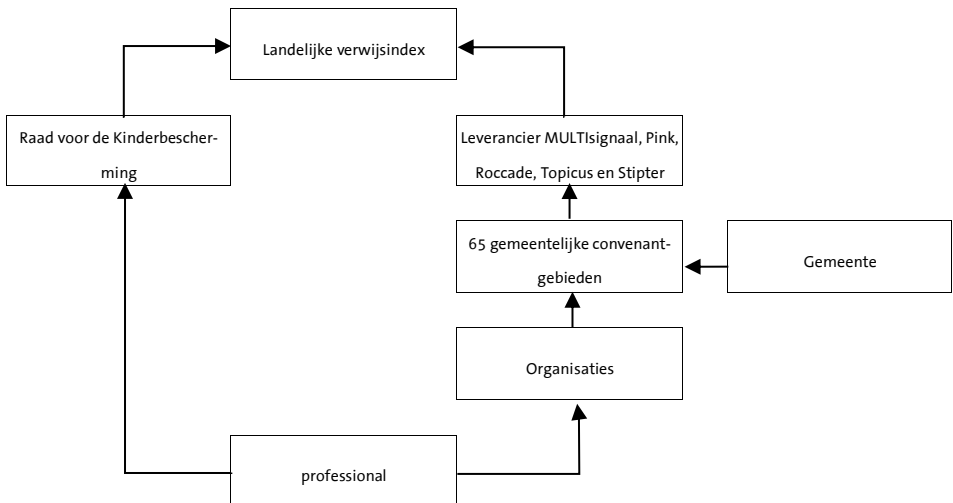 Landelijke verwijsindex
Raad voor de Kinderbescher-
ming
Leverancier MULTIsignaal, Pink,
Roccade, Topicus en Stipter
65 gemeentelijke convenant-
gebieden
Gemeente
Organisaties
professional